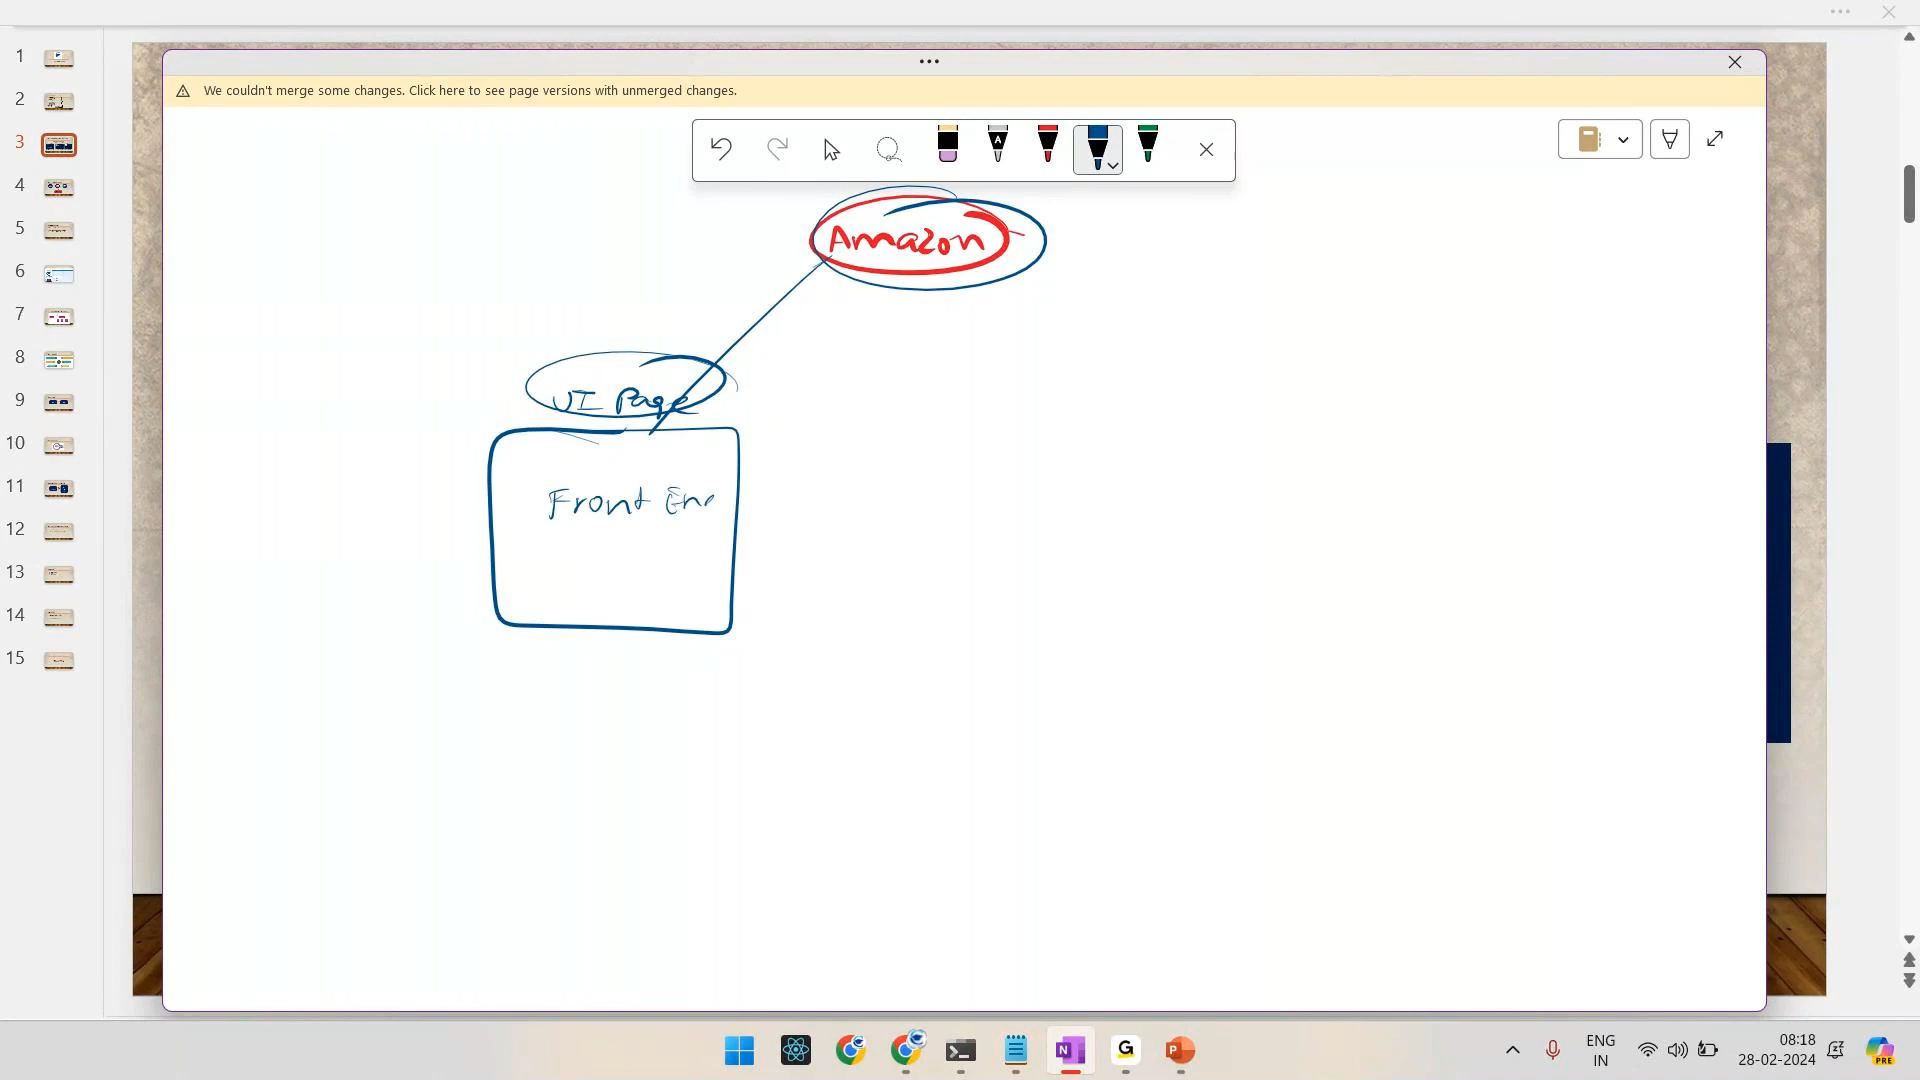 We couldn't merge some changes. Click here to see page versions with unmerged changes.
A
Amazon
UI Page
Front En
1
2
3
4
5
6
7
8
9
10
11
12
13
14
15
N
G
P
ENG
IN
08:18
28-02-2024
PRE